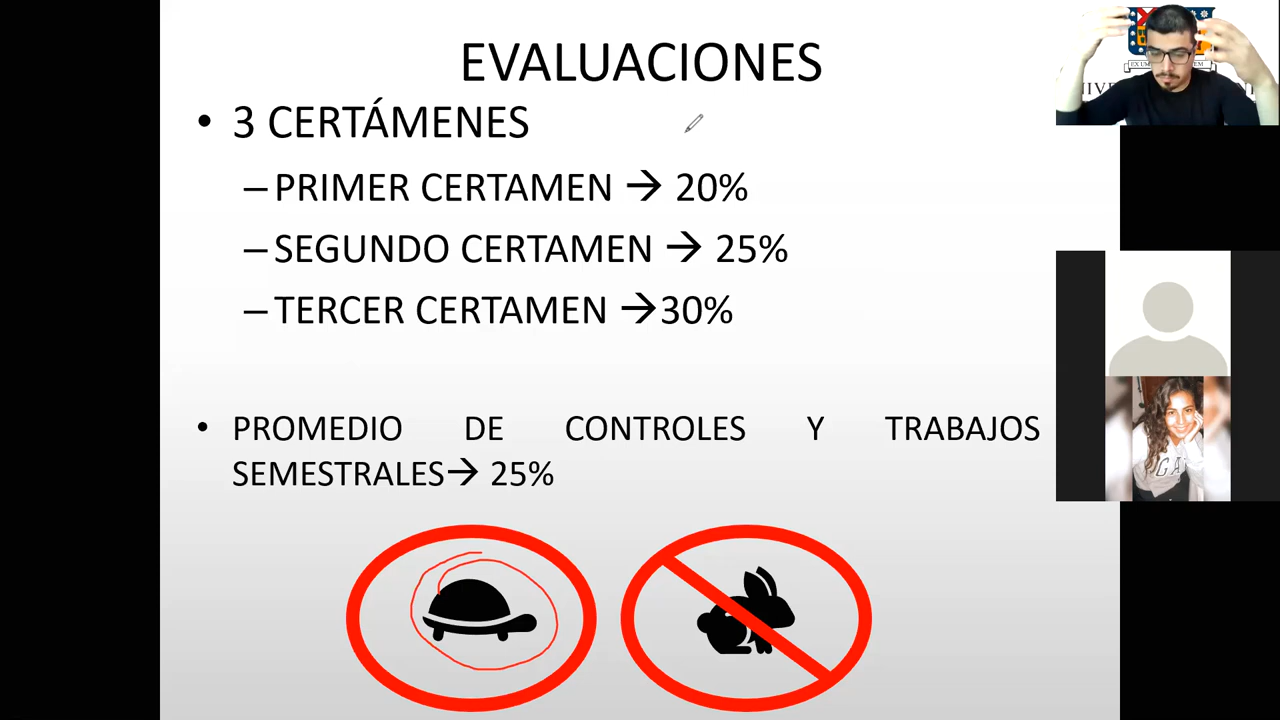 EVALUACIONES
• 3 CERTÁMENES
– PRIMER CERTAMEN → 20%
– SEGUNDO CERTAMEN → 25%
– TERCER CERTAMEN →30%
• PROMEDIO DE CONTROLES Y TRABAJOS
SEMESTRALES→ 25%